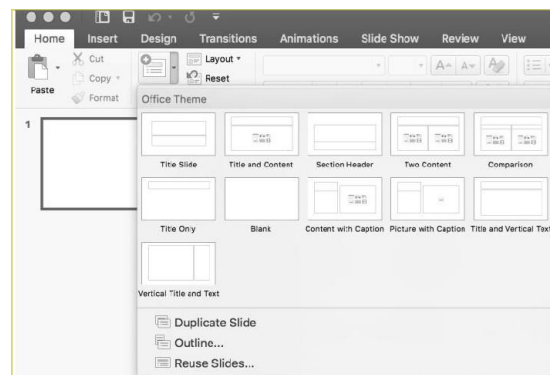 Home Insert Design Transitions Animations Slide Show Review View
Cut Layout
Copy Reset
Paste Format
Office Theme
1
Title Slide Title and Content Section Header Two Content Comparison
Title Only Blank Content with Caption Picture with Caption Title and Vertical Text
Vertical Title and Text
Duplicate Slide
Outline...
Reuse Slides...